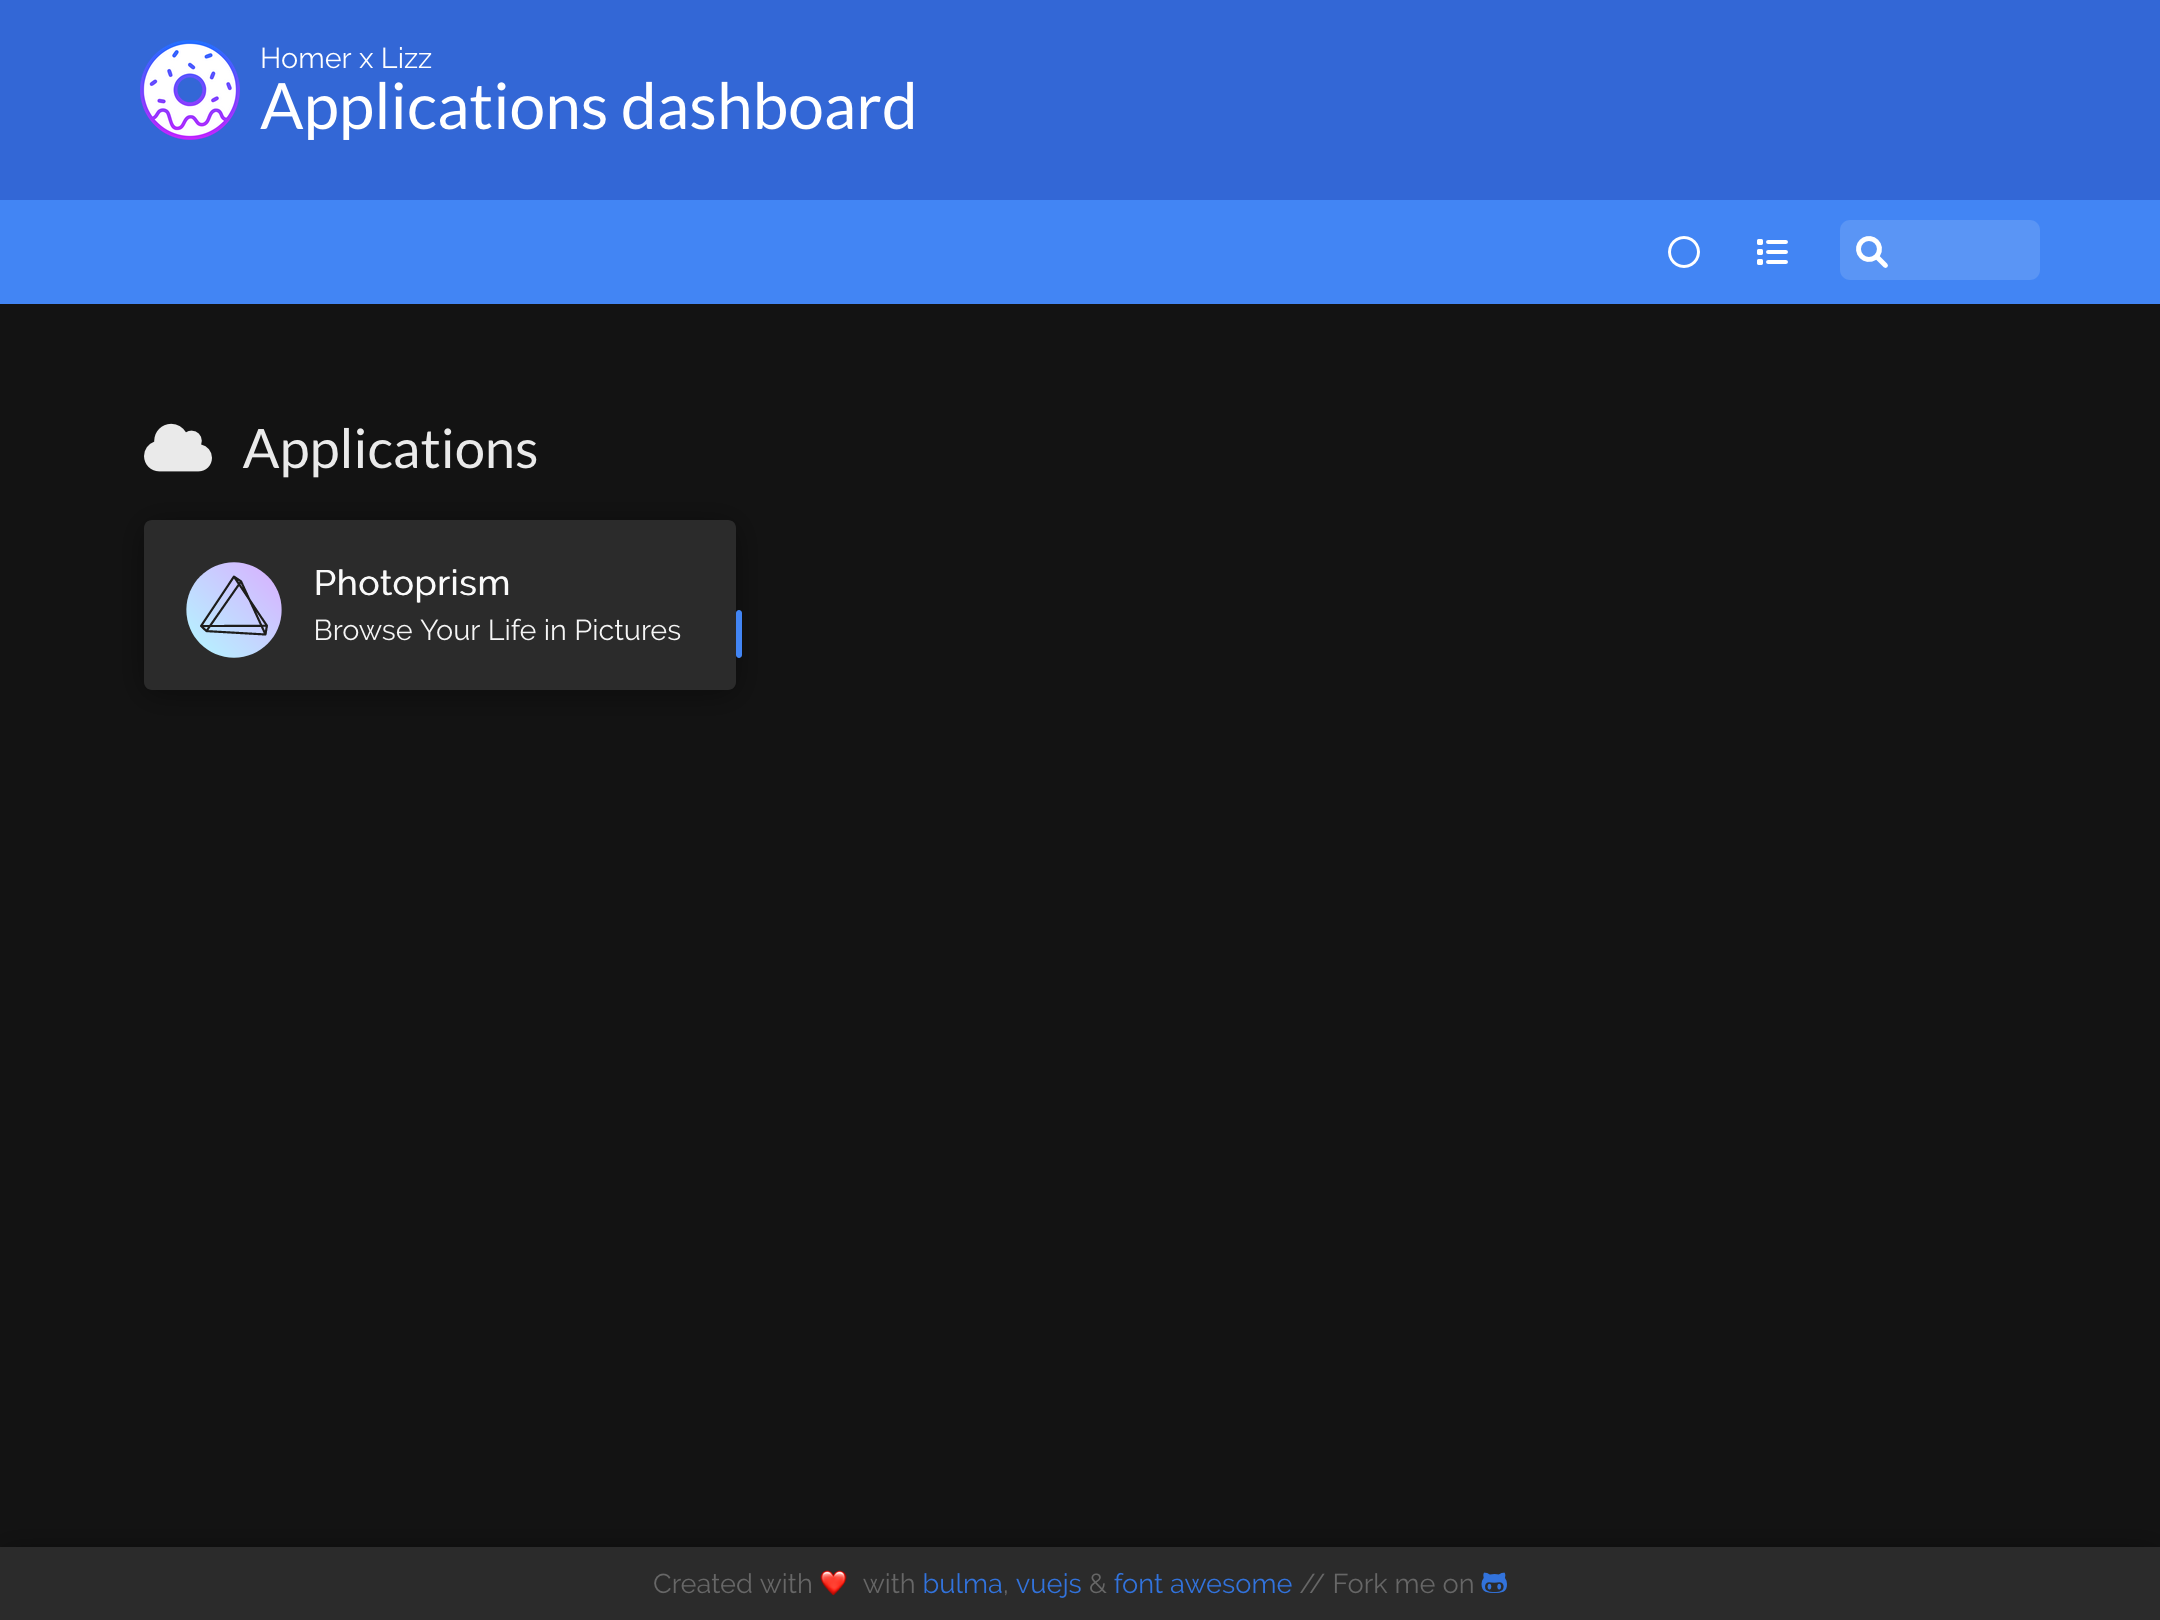 Homer x Lizz
Applications dashboard
Applications
Photoprism
Browse Your Life in Pictures
Created with ❤️ with bulma, vuejs & font awesome // Fork me on